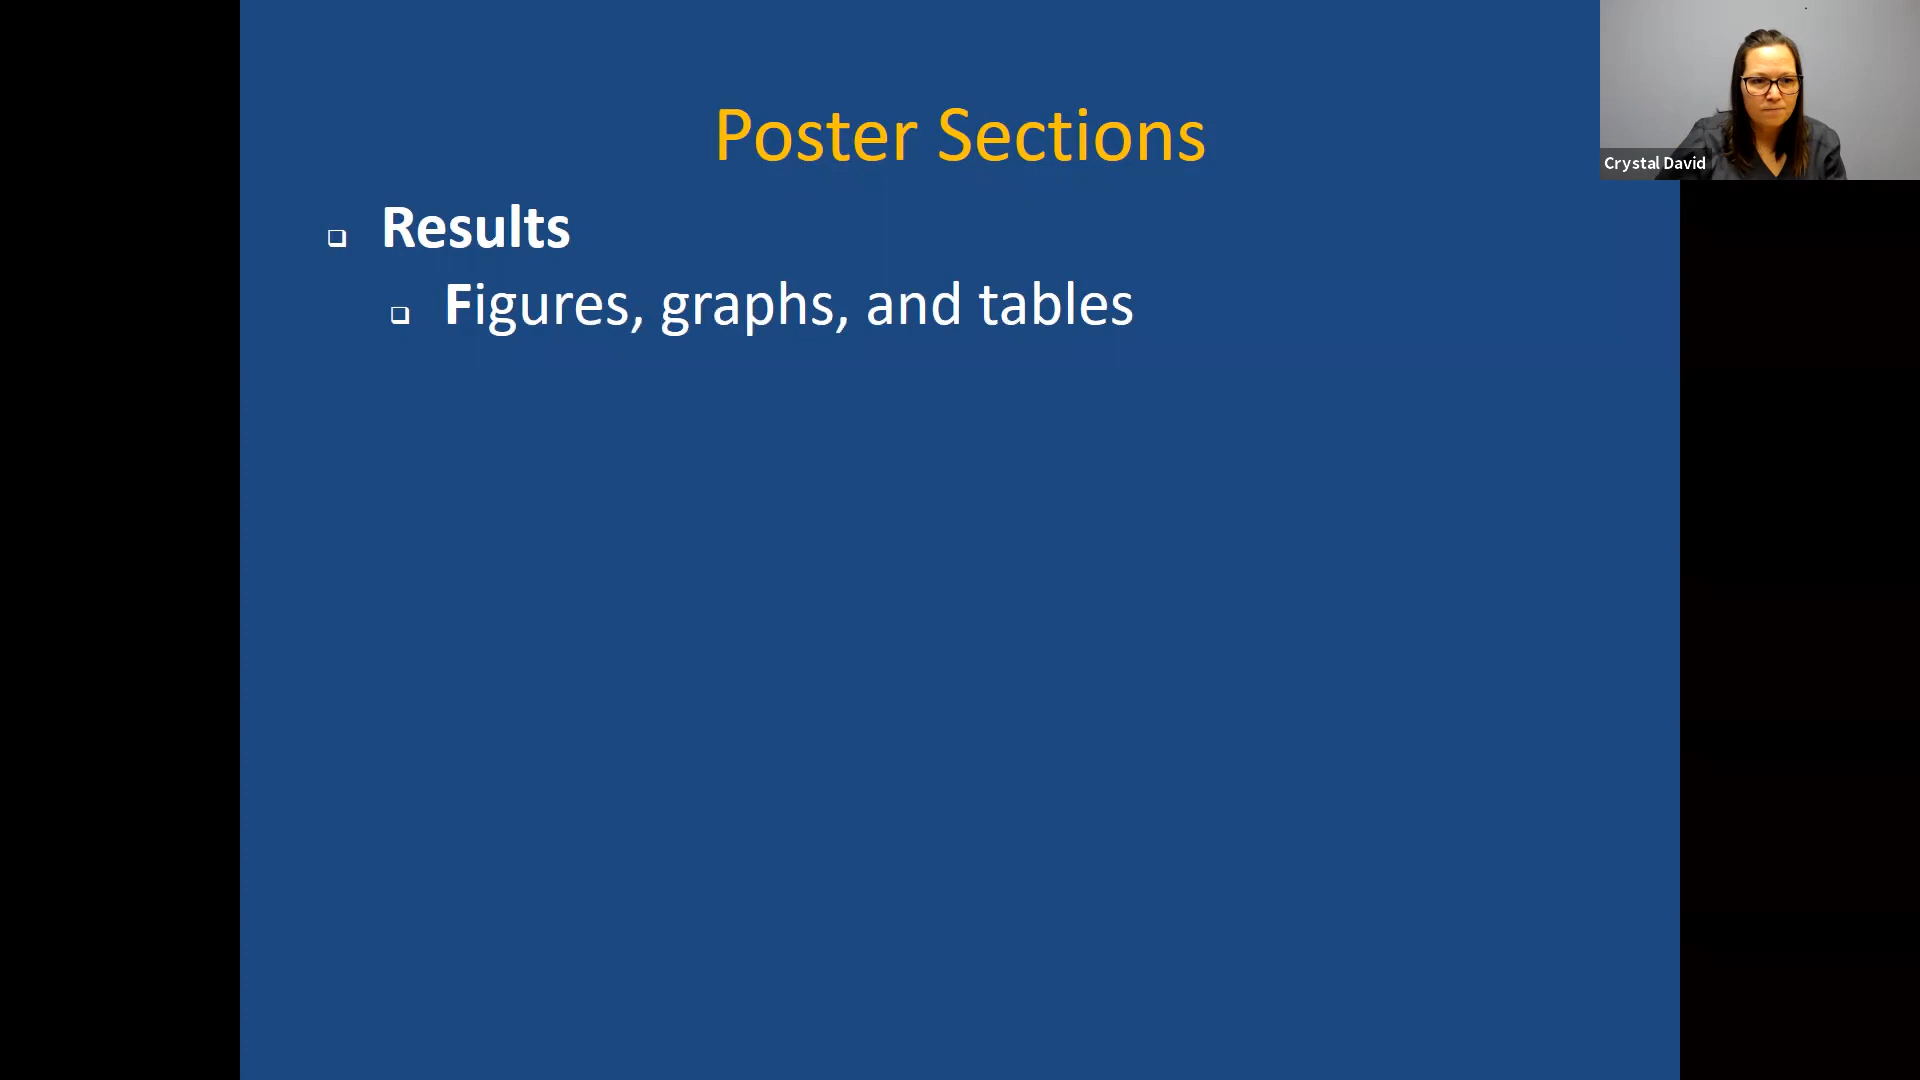 Poster Sections
Results
Figures, graphs, and tables
Crystal David